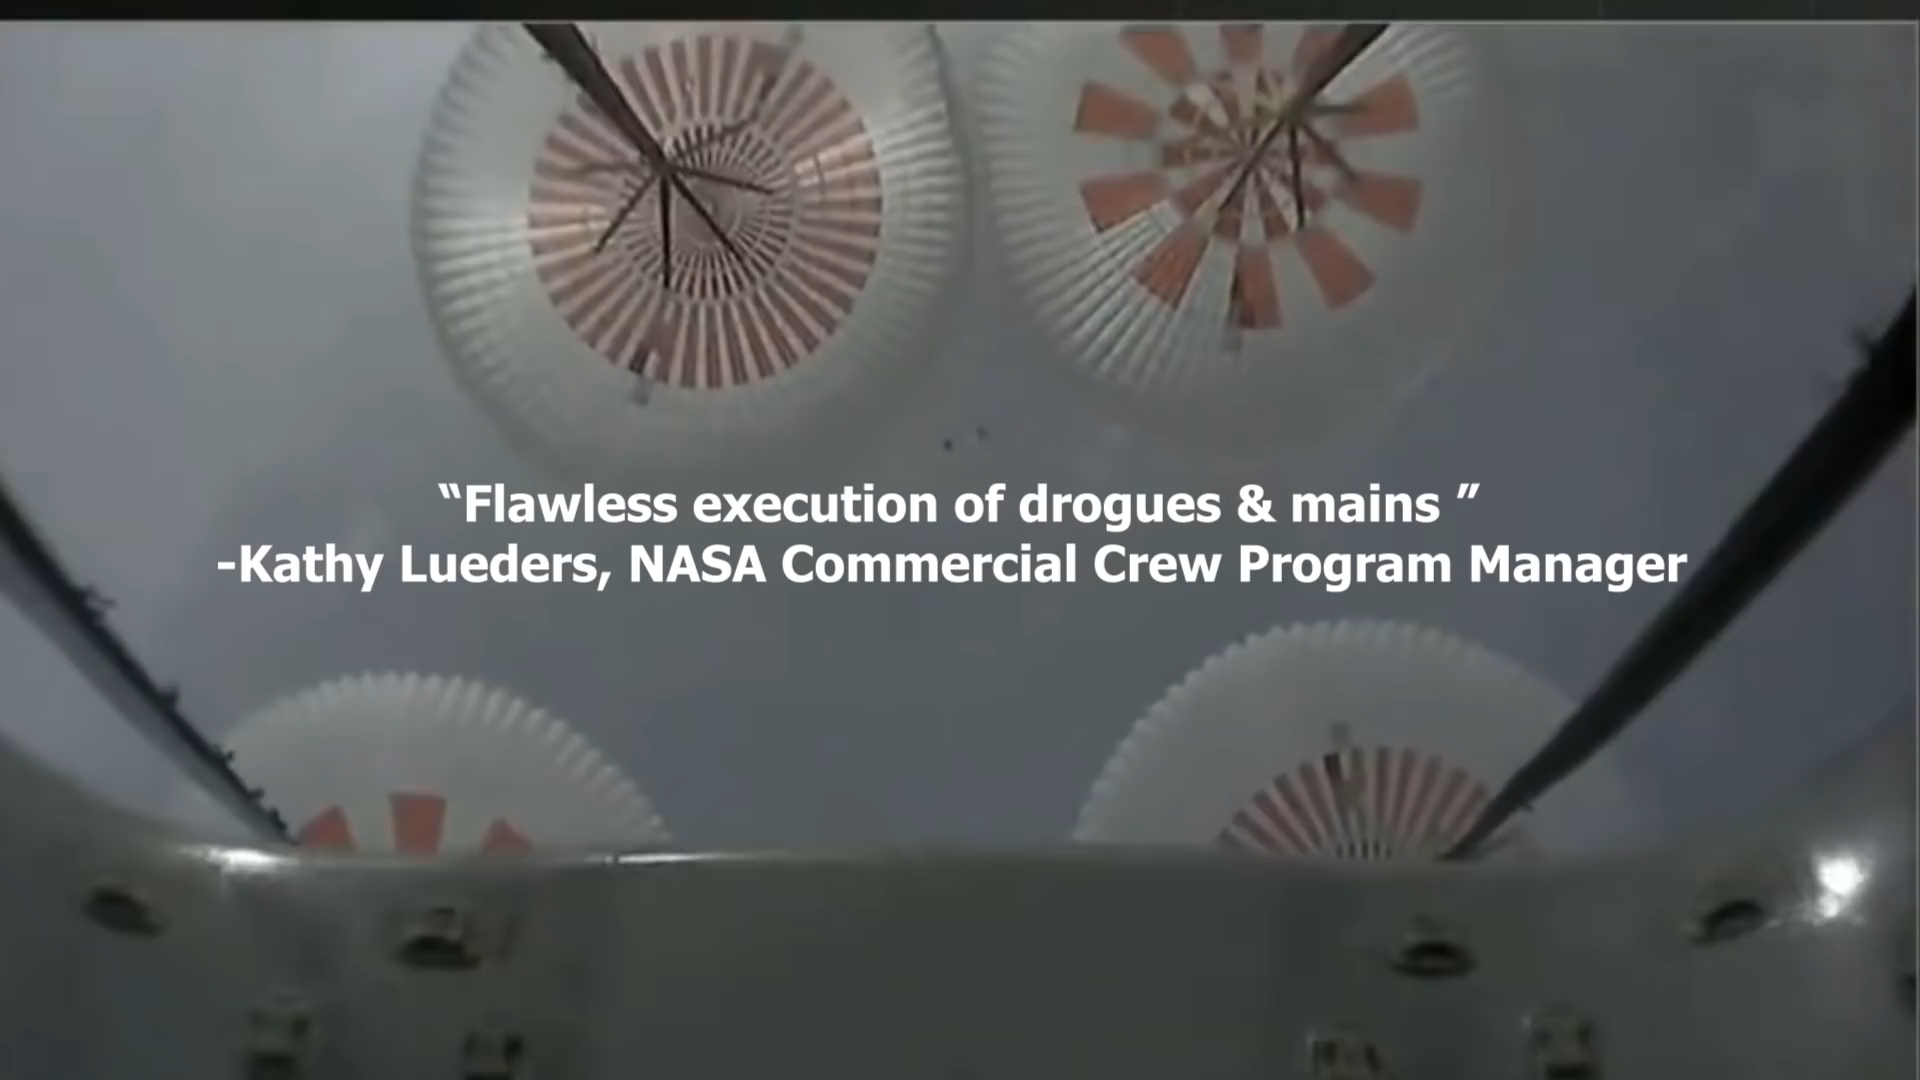 “Flawless execution of drogues & mains ”
-Kathy Lueders, NASA Commercial Crew Program Manager